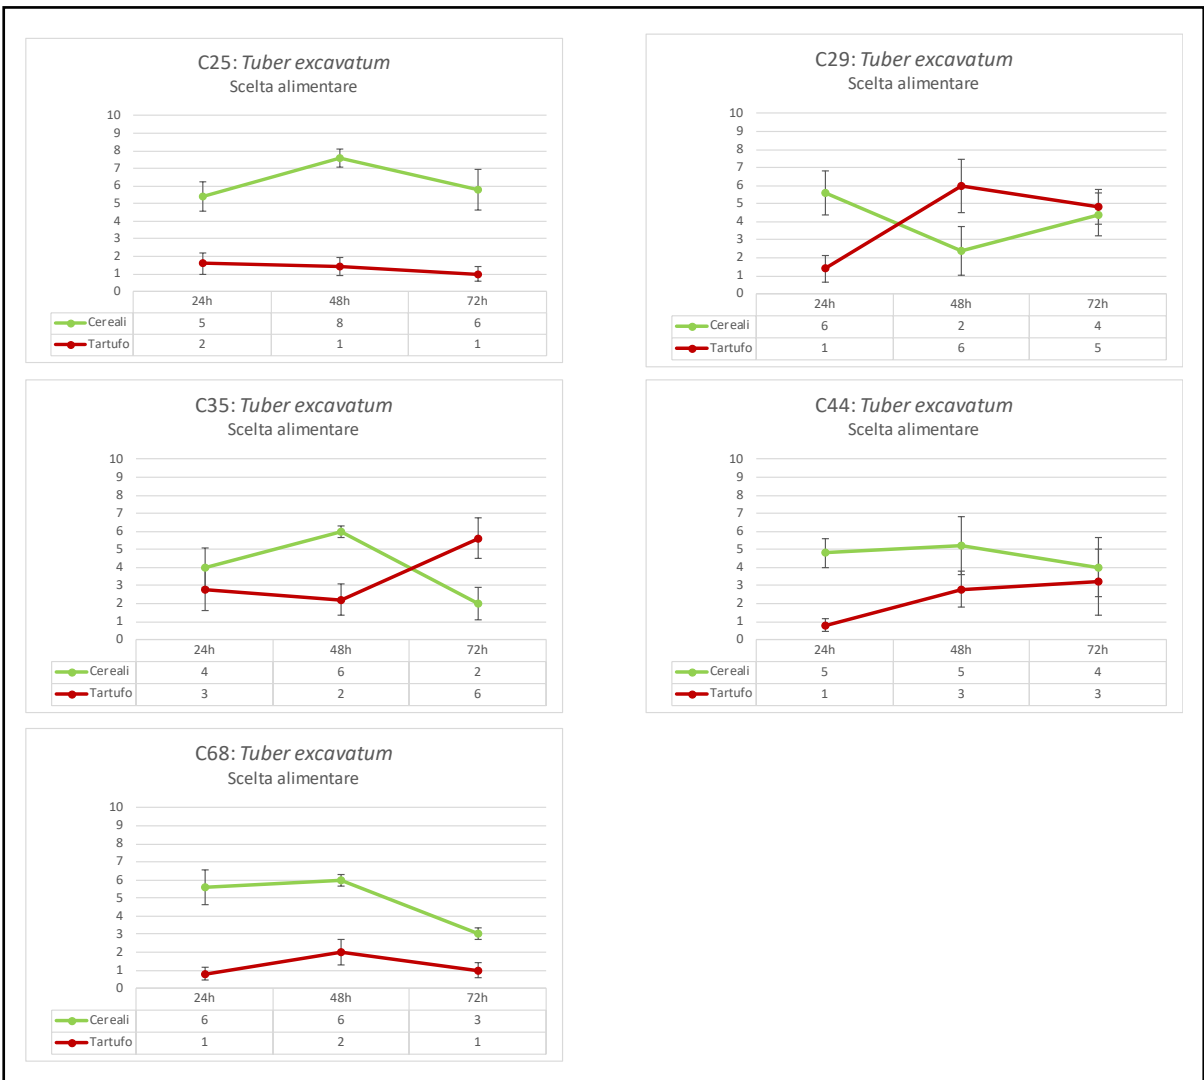 C25: Tuber excavatum
Scelta alimentare
10
9
8
7
6
5
4
3
2
1
0
24h 48h 72h
Cereali 5 8 6
Tartufo 2 1 1
C29: Tuber excavatum
Scelta alimentare
10
9
8
7
6
5
4
3
2
1
0
24h 48h 72h
Cereali 6 2 4
Tartufo 1 6 5
C35: Tuber excavatum
Scelta alimentare
10
9
8
7
6
5
4
3
2
1
0
24h 48h 72h
Cereali 4 6 2
Tartufo 3 2 6
C44: Tuber excavatum
Scelta alimentare
10
9
8
7
6
5
4
3
2
1
0
24h 48h 72h
Cereali 5 5 4
Tartufo 1 3 3
C68: Tuber excavatum
Scelta alimentare
10
9
8
7
6
5
4
3
2
1
0
24h 48h 72h
Cereali 6 6 3
Tartufo 1 2 1